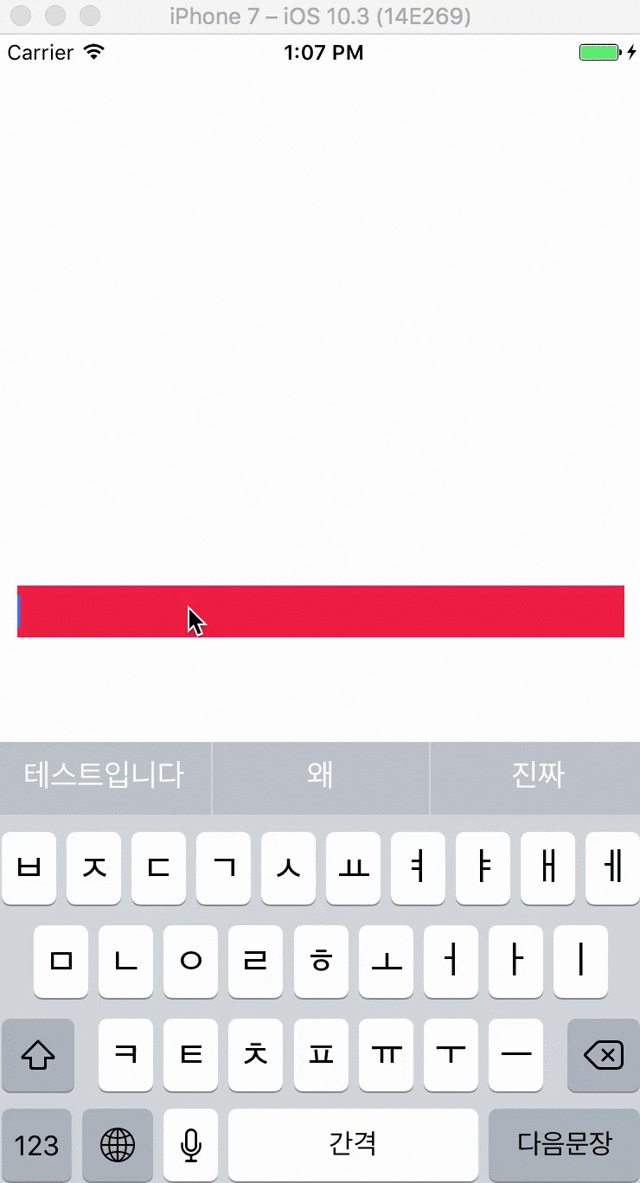 iPhone 7 – iOS 10.3 (14E269)
Carrier 1:07 PM
테스트입니다 왜 진짜
ㅂ ㅈ ㄷ ㄱ ㅅ ㅛ ㅕ ㅑ ㅐ ㅔ
ㅁ ㄴ ㅇ ㄹ ㅎ ㅗ ㅓ ㅏ ㅣ
ㅋ ㅌ ㅊ ㅍ ㅠ ㅜ ㅡ
123 간격 다음문장